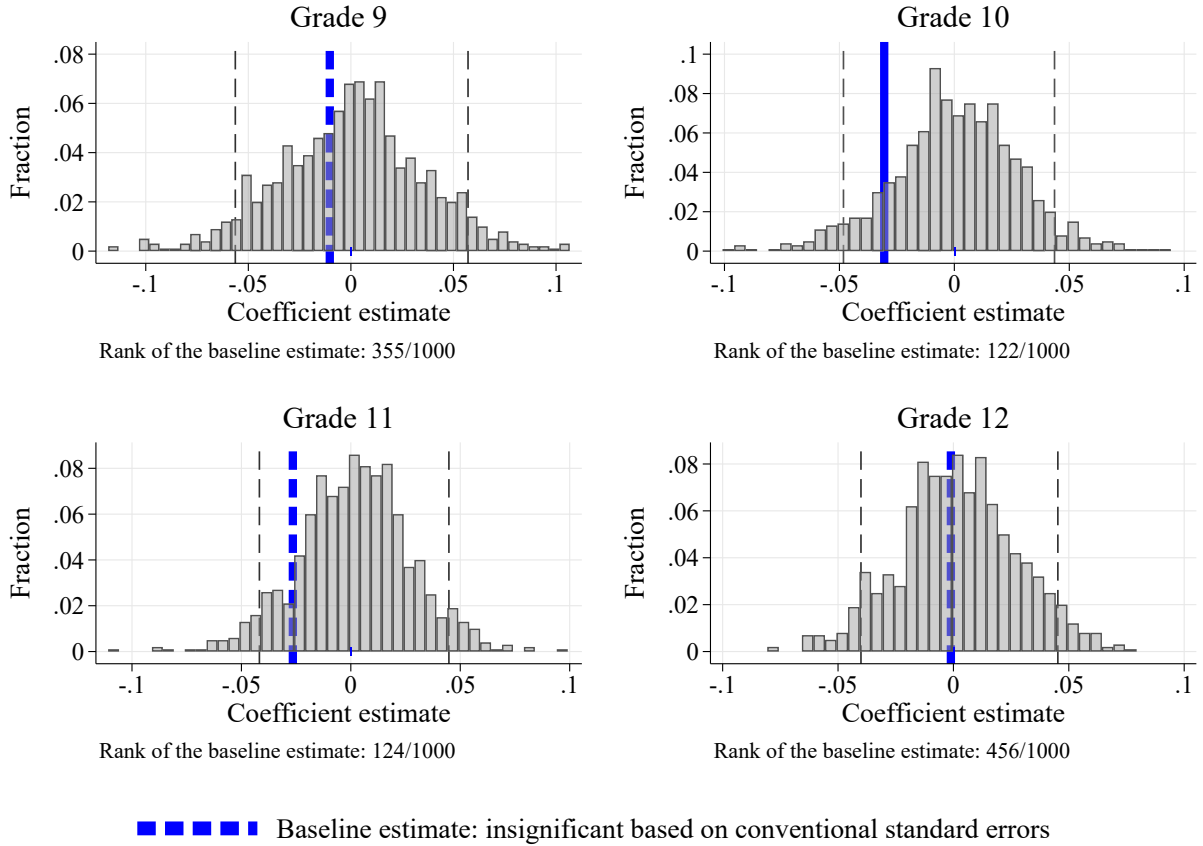 Grade 9
Fraction
.08
.06
.04
.02
0
-.1 -.05 0 .05 .1
Coefficient estimate
Rank of the baseline estimate: 355/1000
Grade 10
Fraction
.1
.08
.06
.04
.02
0
-.1 -.05 0 .05 .1
Coefficient estimate
Rank of the baseline estimate: 122/1000
Grade 11
Fraction
.08
.06
.04
.02
0
-.1 -.05 0 .05 .1
Coefficient estimate
Rank of the baseline estimate: 124/1000
Grade 12
Fraction
.08
.06
.04
.02
0
-.1 -.05 0 .05 .1
Coefficient estimate
Rank of the baseline estimate: 456/1000
Baseline estimate: insignificant based on conventional standard errors